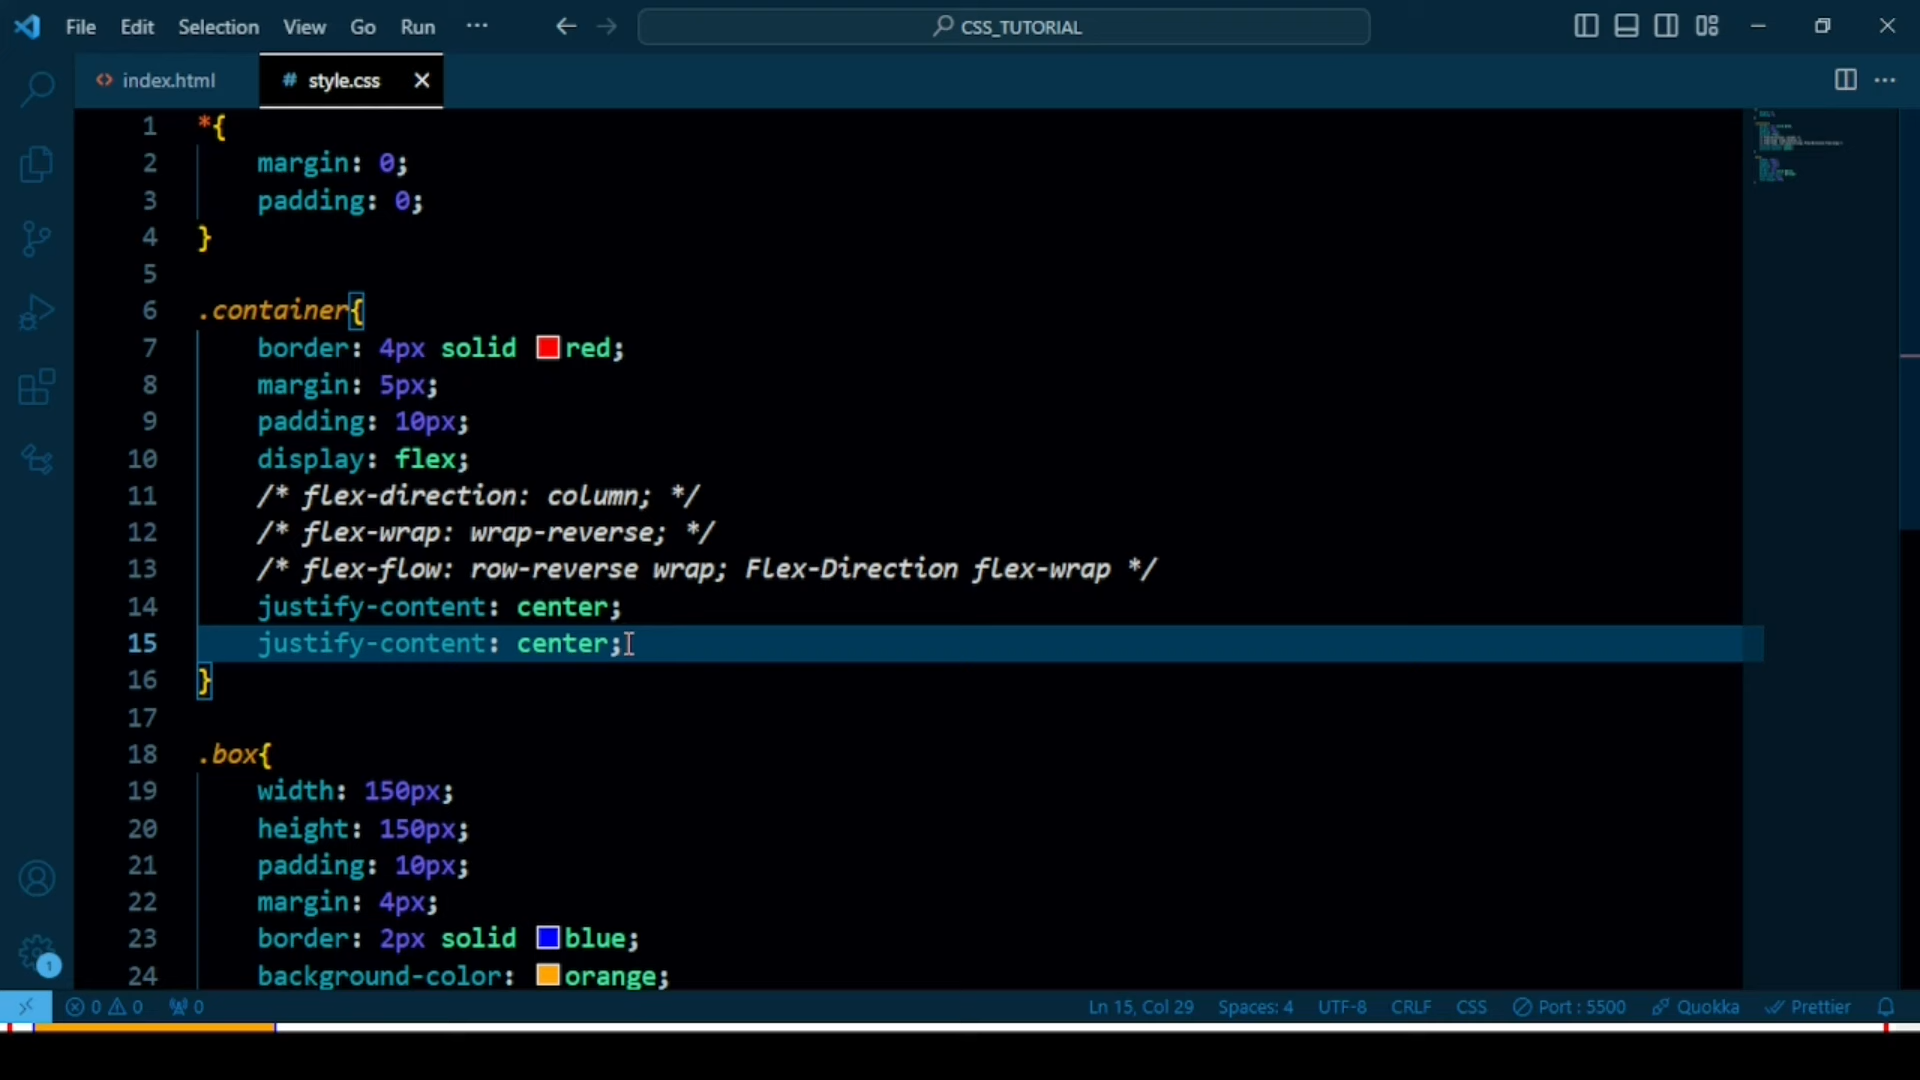 File Edit Selection View Go Run ··· CSS_TUTORIAL
index.html # style.css
1 *{
2 margin: 0;
3 padding: 0;
4 }
5
6 .container{
7 border: 4px solid red;
8 margin: 5px;
9 padding: 10px;
10 display: flex;
11 /* flex-direction: column; */
12 /* flex-wrap: wrap-reverse; */
13 /* flex-flow: row-reverse wrap; Flex-Direction flex-wrap */
14 justify-content: center;
15 justify-content: center;
16 }
17
18 .box{
19 width: 150px;
20 height: 150px;
21 padding: 10px;
22 margin: 4px;
23 border: 2px solid blue;
24 background-color: orange;
1
0 0 0 Ln 15, Col 29 Spaces: 4 UTF-8 CRLF CSS Port : 5500 Quokka Prettier